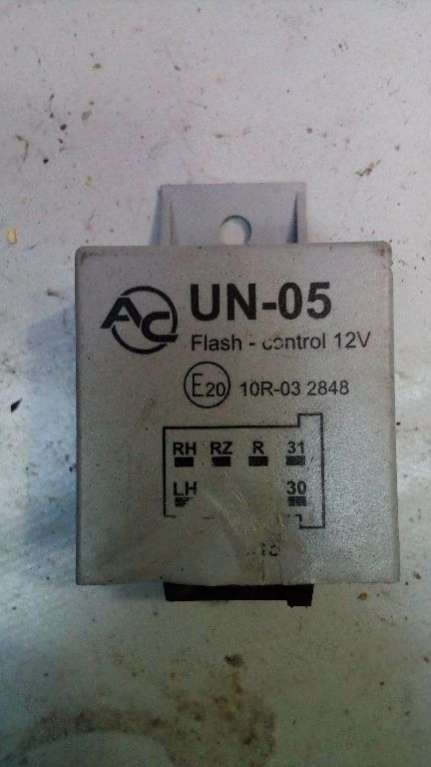 AC UN-05
Flash - control 12V
E20 10R-03 2848
RH RZ R 31
LH 30